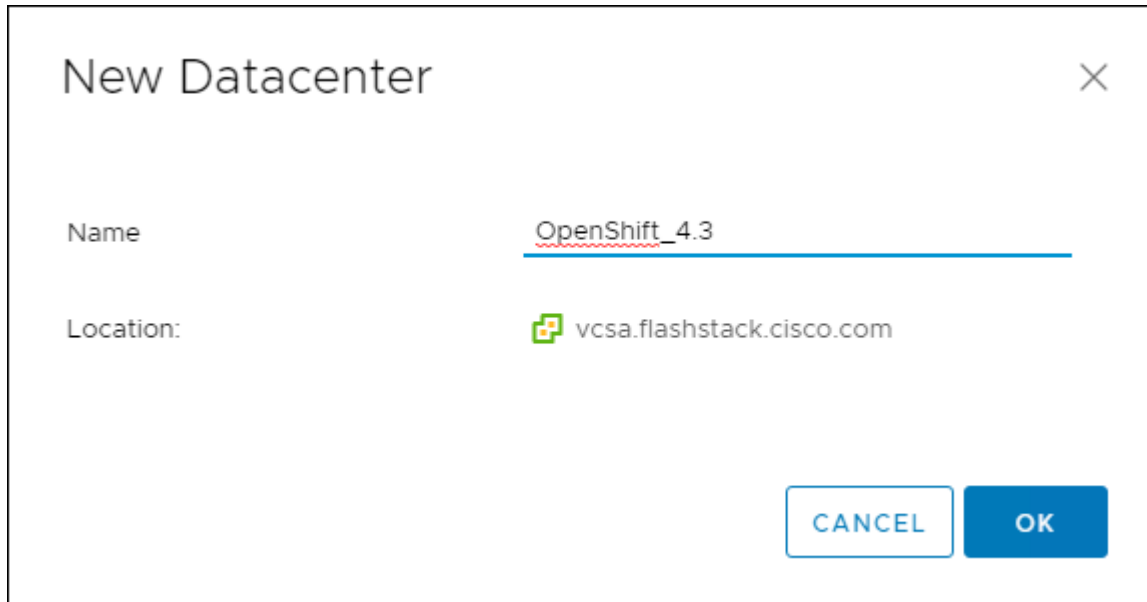 New Datacenter
Name
OpenShift_4.3
Location:
vcsa.flashstack.cisco.com
CANCEL
OK